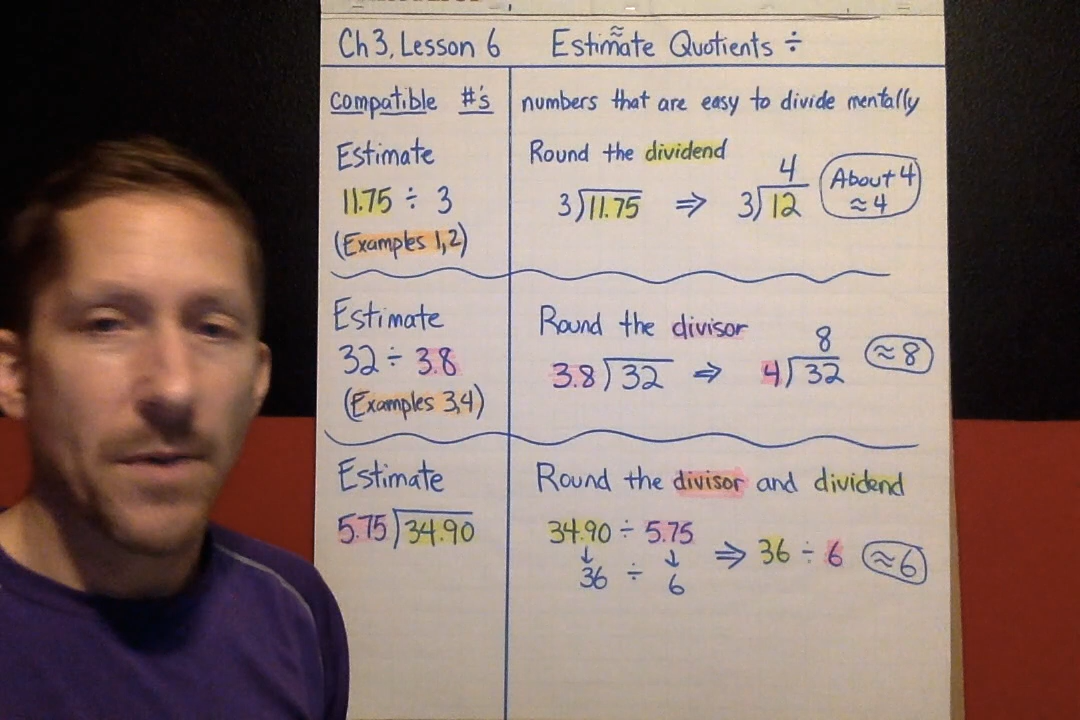 Ch 3, Lesson 6 Estimate Quotients ÷
≈
compatible #'s
numbers that are easy to divide mentally
Estimate
11.75 ÷ 3
(Examples 1,2)
Round the dividend
3)11.75 ⇒ 3)12
4
About 4
≈ 4
Estimate
32 ÷ 3.8
(Examples 3,4)
Round the divisor
3.8)32 ⇒ 4)32
8
≈ 8
Estimate
5.75)34.90
Round the divisor and dividend
34.90 ÷ 5.75 ⇒ 36 ÷ 6 ≈ 6
↓ ↓
36 ÷ 6